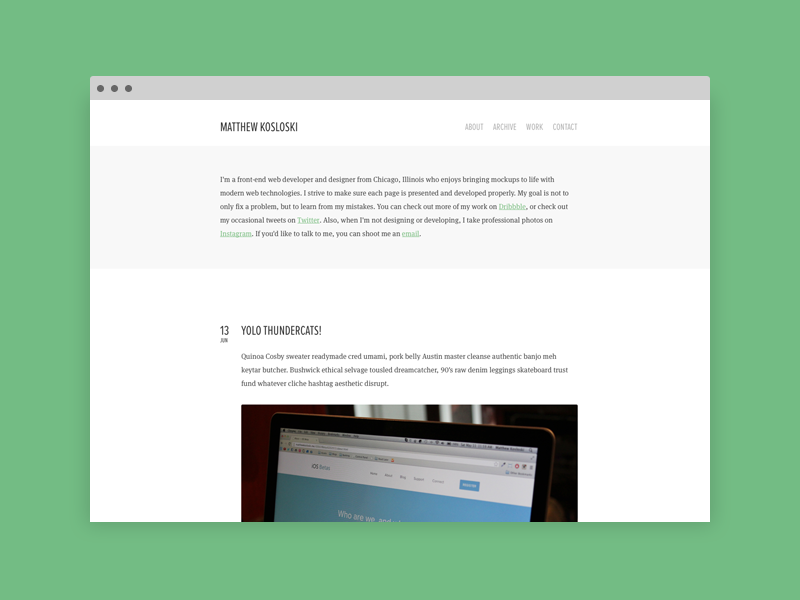 MATTHEW KOSLOSKI
ABOUT ARCHIVE WORK CONTACT
I'm a front-end web developer and designer from Chicago, Illinois who enjoys bringing mockups to life with
modern web technologies. I strive to make sure each page is presented and developed properly. My goal is not to
only fix a problem, but to learn from my mistakes. You can check out more of my work on Dribbble, or check out
my occasional tweets on Twitter. Also, when I'm not designing or developing, I take professional photos on
Instagram. If you'd like to talk to me, you can shoot me an email.
13
JUN
YOLO THUNDERCATS!
Quinoa Cosby sweater readymade cred umami, pork belly Austin master cleanse authentic banjo meh
keytar butcher. Bushwick ethical selvage tousled dreamcatcher, 90's raw denim leggings skateboard trust
fund whatever cliche hashtag aesthetic disrupt.
iOS
Home About Blog Support
Who are we, and